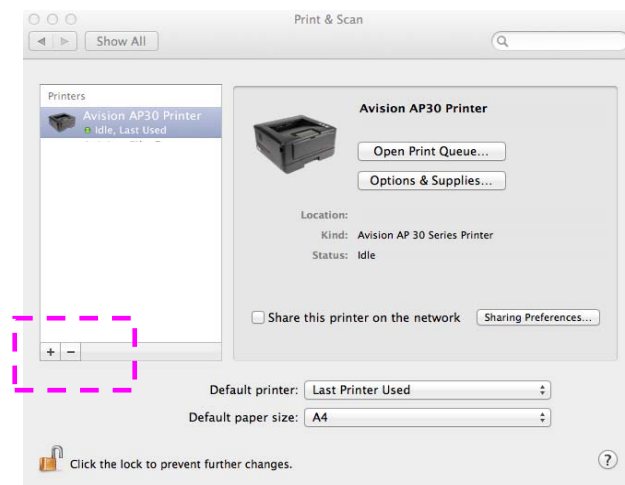 Print & Scan
Show All
Printers
Avision AP30 Printer
Idle, Last Used
Avision AP30 Printer
Open Print Queue...
Options & Supplies...
Location:
Kind: Avision AP 30 Series Printer
Status: Idle
Share this printer on the network Sharing Preferences...
+ −
Default printer: Last Printer Used
Default paper size: A4
Click the lock to prevent further changes. ?